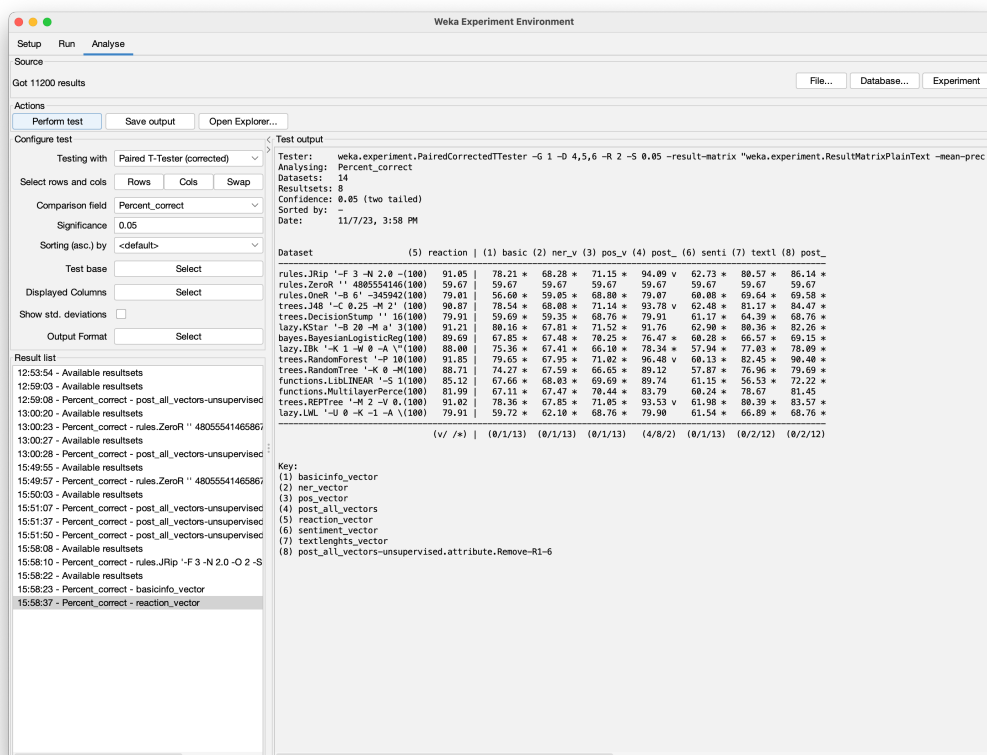 Weka Experiment Environment
Setup Run Analyse
Source
Got 11200 results
File... Database... Experiment
Actions
Perform test Save output Open Explorer...
Configure test
Testing with Paired T-Tester (corrected)
Select rows and cols Rows Cols Swap
Comparison field Percent_correct
Significance 0.05
Sorting (asc.) by <default>
Test base Select
Displayed Columns Select
Show std. deviations
Output Format Select
Result list
12:53:54 - Available resultsets
12:59:03 - Available resultsets
12:59:08 - Percent_correct - post_all_vectors-unsupervised
13:00:20 - Available resultsets
13:00:23 - Percent_correct - rules.ZeroR '' 48055541465867
13:00:27 - Available resultsets
13:00:28 - Percent_correct - post_all_vectors-unsupervised
15:49:55 - Available resultsets
15:49:57 - Percent_correct - rules.ZeroR '' 48055541465867
15:50:03 - Available resultsets
15:51:07 - Percent_correct - post_all_vectors-unsupervised
15:51:37 - Percent_correct - post_all_vectors-unsupervised
15:51:50 - Percent_correct - post_all_vectors-unsupervised
15:58:08 - Available resultsets
15:58:10 - Percent_correct - rules.JRip '-F 3 -N 2.0 -O 2 -S
15:58:22 - Available resultsets
15:58:23 - Percent_correct - basicinfo_vector
15:58:37 - Percent_correct - reaction_vector
Test output
Tester: weka.experiment.PairedCorrectedTTester -G 1 -D 4,5,6 -R 2 -S 0.05 -result-matrix "weka.experiment.ResultMatrixPlainText -mean-prec
Analysing: Percent_correct
Datasets: 14
Resultsets: 8
Confidence: 0.05 (two tailed)
Sorted by: -
Date: 11/7/23, 3:58 PM
Dataset (5) reaction | (1) basic (2) ner_v (3) pos_v (4) post_ (6) senti (7) textl (8) post_
rules.JRip '-F 3 -N 2.0 -(100) 91.05 | 78.21 * 68.28 * 71.15 * 94.09 v 62.73 * 80.57 * 86.14 *
rules.ZeroR '' 4805554146(100) 59.67 | 59.67 59.67 59.67 59.67 59.67 59.67 59.67
rules.OneR '-B 6' -345942(100) 79.01 | 56.60 * 59.05 * 68.80 * 79.07 60.08 * 69.64 * 69.58 *
trees.J48 '-C 0.25 -M 2' (100) 90.87 | 78.54 * 68.08 * 71.14 * 93.78 v 62.48 * 81.17 * 84.47 *
trees.DecisionStump '' 16(100) 79.91 | 59.69 * 59.35 * 68.76 * 79.91 61.17 * 64.39 * 68.76 *
lazy.KStar '-B 20 -M a' 3(100) 91.21 | 80.16 * 67.81 * 71.52 * 91.76 62.90 * 80.36 * 82.26 *
bayes.BayesianLogisticReg(100) 89.69 | 67.85 * 67.48 * 70.25 * 76.47 * 60.28 * 66.57 * 69.15 *
lazy.IBk '-K 1 -W 0 -A \"(100) 88.00 | 75.36 * 67.41 * 66.10 * 78.34 * 57.94 * 77.03 * 78.09 *
trees.RandomForest '-P 10(100) 91.85 | 79.65 * 67.95 * 71.02 * 96.48 v 60.13 * 82.45 * 90.40 *
trees.RandomTree '-K 0 -M(100) 88.71 | 74.27 * 67.59 * 66.65 * 89.12 57.87 * 76.96 * 79.69 *
functions.LibLINEAR '-S 1(100) 85.12 | 67.66 * 68.03 * 69.69 * 89.74 61.15 * 56.53 * 72.22 *
functions.MultilayerPerce(100) 81.99 | 67.11 * 67.47 * 70.44 * 83.79 60.24 * 78.67 81.45
trees.REPTree '-M 2 -V 0.(100) 91.02 | 78.36 * 67.85 * 71.05 * 93.53 v 61.98 * 80.39 * 83.57 *
lazy.LWL '-U 0 -K -1 -A \(100) 79.91 | 59.72 * 62.10 * 68.76 * 79.90 61.54 * 66.89 * 68.76 *
(v/ /*) | (0/1/13) (0/1/13) (0/1/13) (4/8/2) (0/1/13) (0/2/12) (0/2/12)
Key:
(1) basicinfo_vector
(2) ner_vector
(3) pos_vector
(4) post_all_vectors
(5) reaction_vector
(6) sentiment_vector
(7) textlenghts_vector
(8) post_all_vectors-unsupervised.attribute.Remove-R1-6